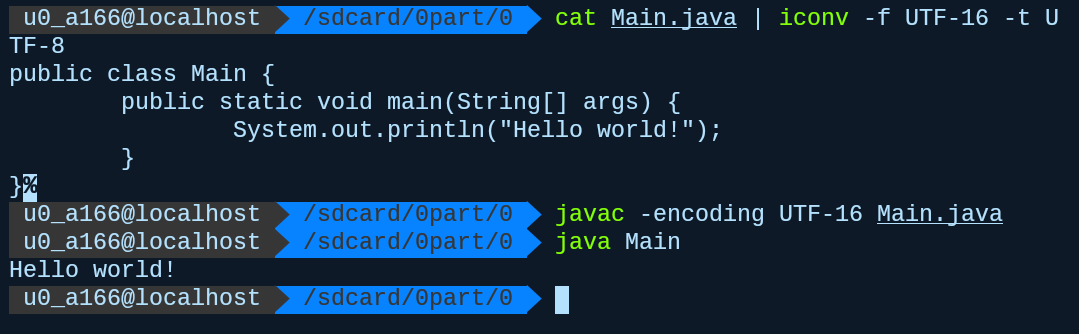 u0_a166@localhost /sdcard/0part/0 cat Main.java | iconv -f UTF-16 -t U
TF-8
public class Main {
        public static void main(String[] args) {
                System.out.println("Hello world!");
        }
}%
u0_a166@localhost /sdcard/0part/0 javac -encoding UTF-16 Main.java
u0_a166@localhost /sdcard/0part/0 java Main
Hello world!
u0_a166@localhost /sdcard/0part/0